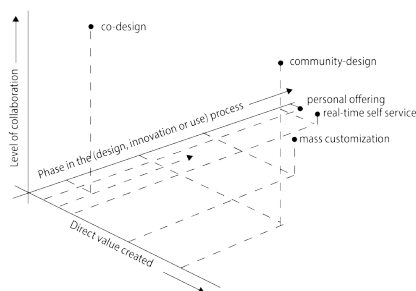 co-design
community-design
personal offering
real-time self service
mass customization
Level of collaboration
Phase in the (design, innovation or use) process
Direct value created